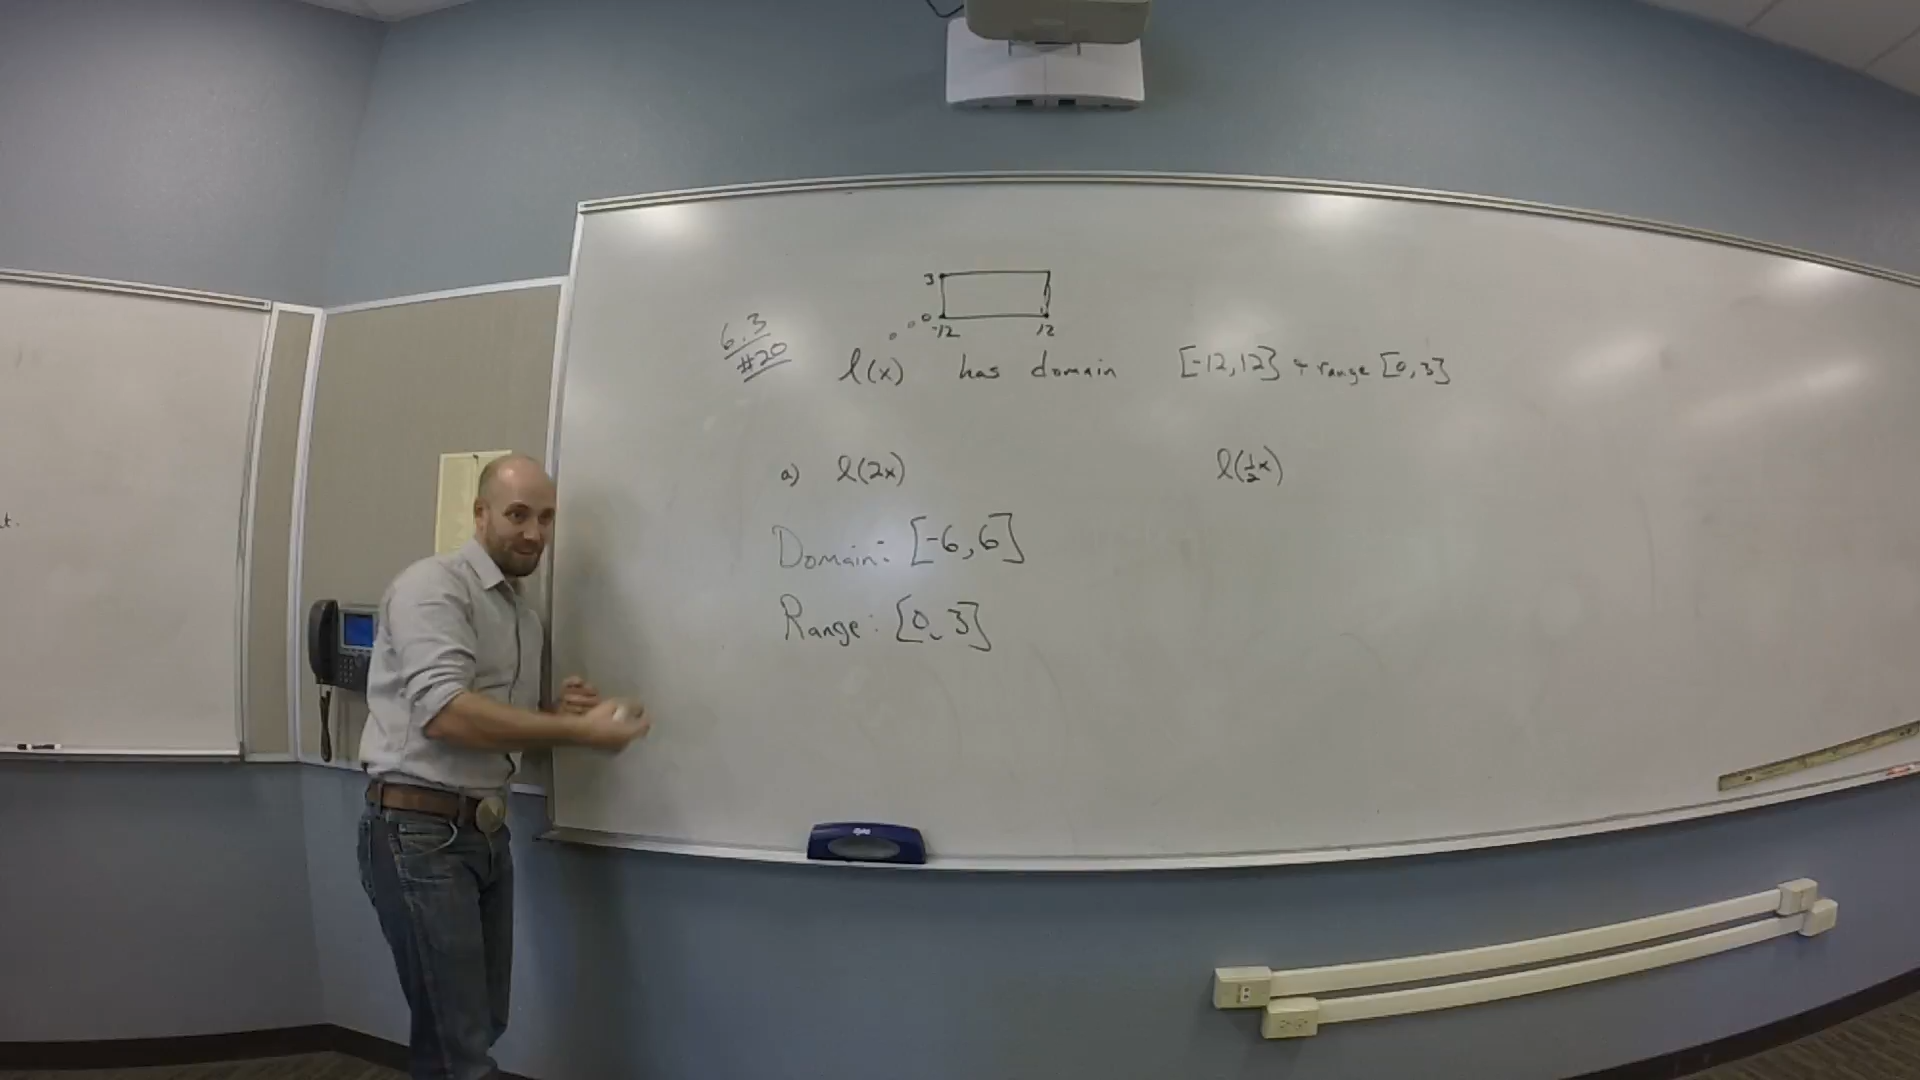 3
0
-12 12
6.3
#20
l(x) has domain [-12,12] + range [0,3]
a) l(2x) l(½x)
Domain: [-6,6]
Range: [0,3]
t.